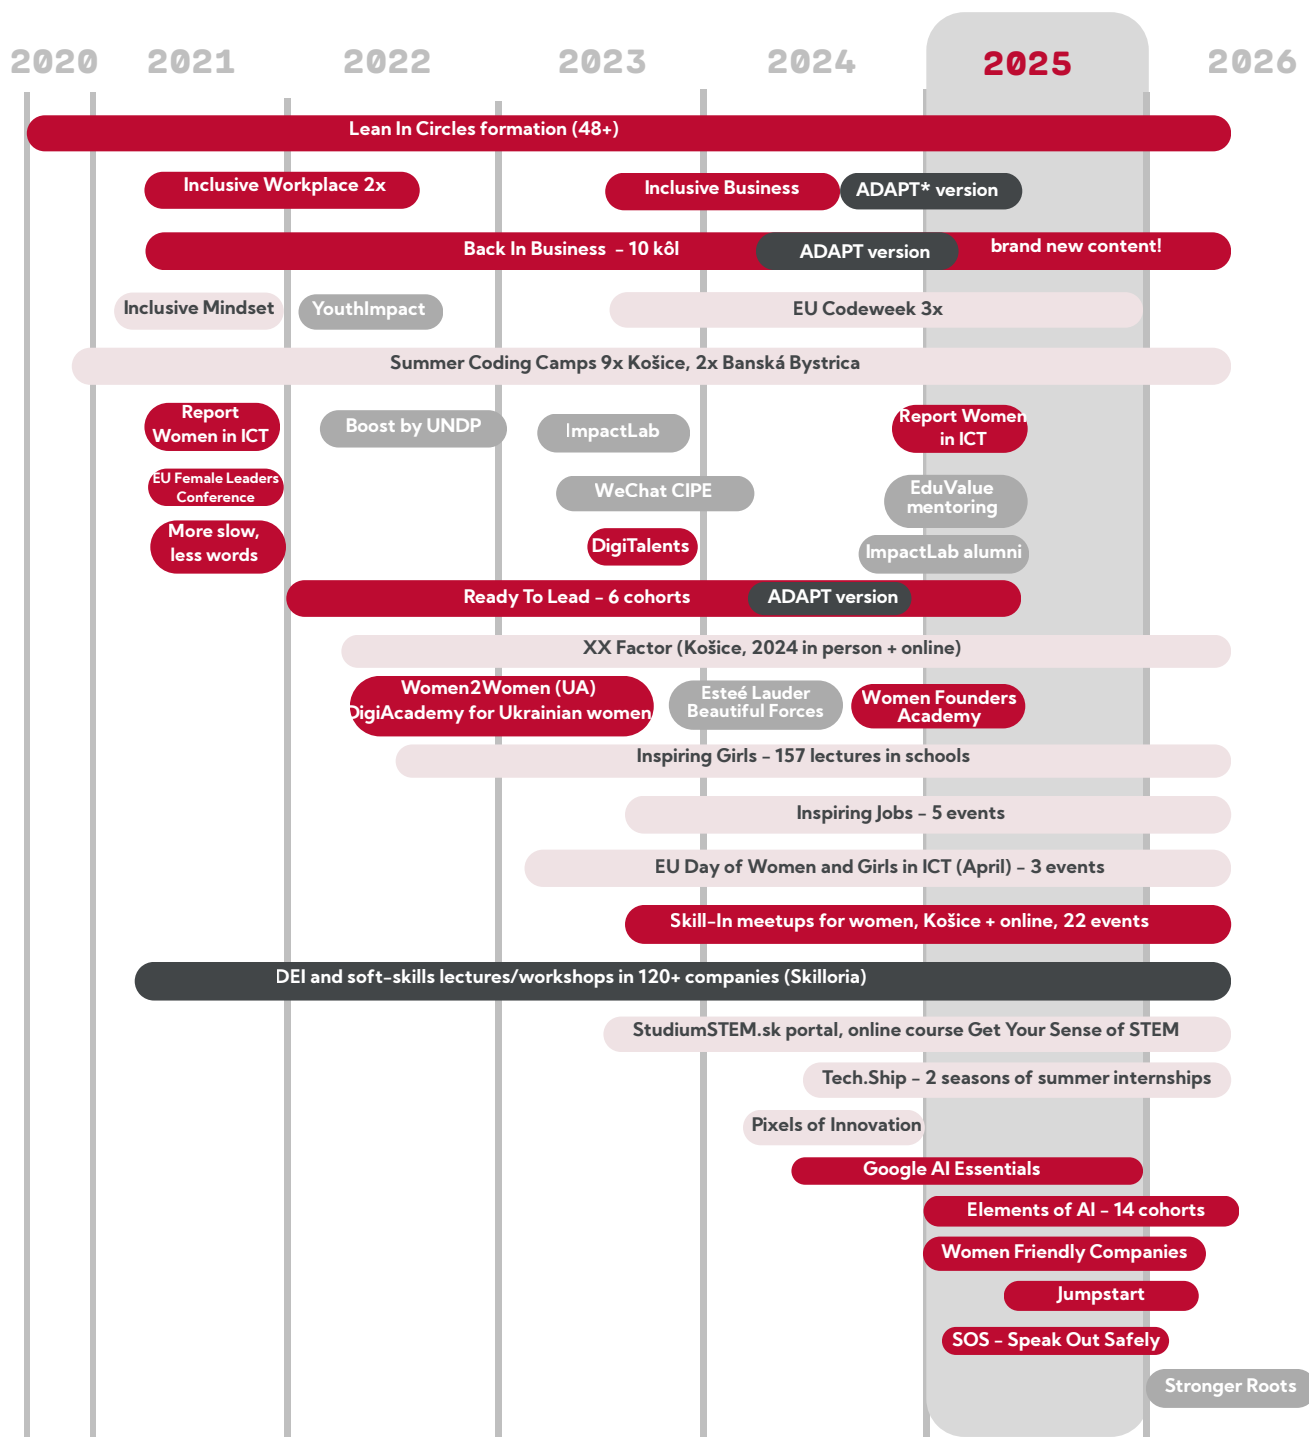 2020 2021 2022 2023 2024 2025 2026
Lean In Circles formation (48+)
Inclusive Workplace 2x
Inclusive Business
ADAPT* version
Back In Business - 10 kôl
ADAPT version
brand new content!
Inclusive Mindset
YouthImpact
EU Codeweek 3x
Summer Coding Camps 9x Košice, 2x Banská Bystrica
Report
Women in ICT
Boost by UNDP
ImpactLab
Report Women
in ICT
EU Female Leaders
Conference
WeChat CIPE
EduValue
mentoring
More slow,
less words
DigiTalents
ImpactLab alumni
Ready To Lead - 6 cohorts
ADAPT version
XX Factor (Košice, 2024 in person + online)
Women2Women (UA)
DigiAcademy for Ukrainian women
Esteé Lauder
Beautiful Forces
Women Founders
Academy
Inspiring Girls - 157 lectures in schools
Inspiring Jobs - 5 events
EU Day of Women and Girls in ICT (April) - 3 events
Skill-In meetups for women, Košice + online, 22 events
DEI and soft-skills lectures/workshops in 120+ companies (Skilloria)
StudiumSTEM.sk portal, online course Get Your Sense of STEM
Tech.Ship - 2 seasons of summer internships
Pixels of Innovation
Google AI Essentials
Elements of AI - 14 cohorts
Women Friendly Companies
Jumpstart
SOS - Speak Out Safely
Stronger Roots